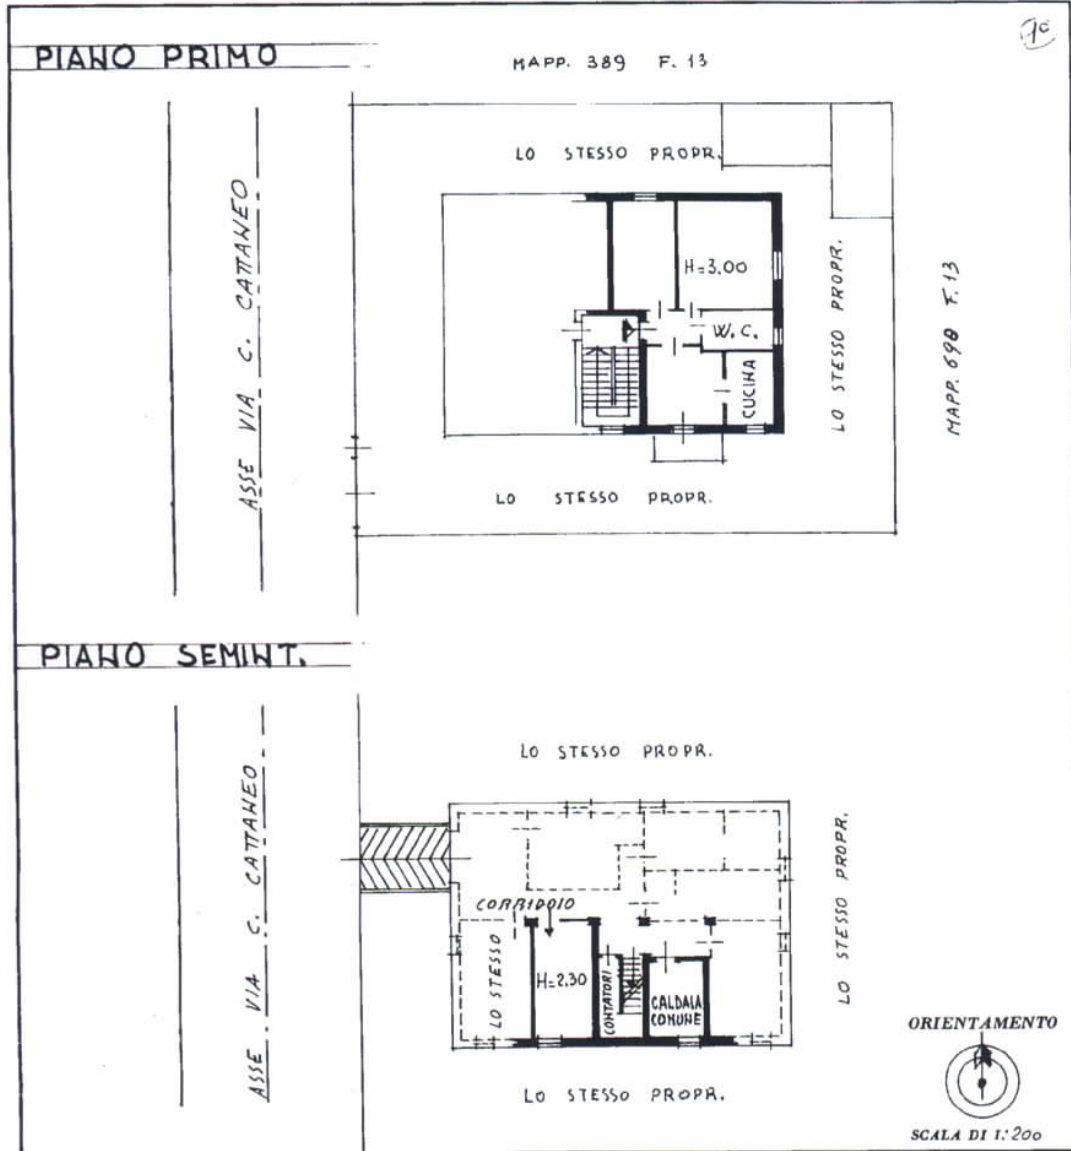 PIANO PRIMO
MAPP. 389 F. 13
LO STESSO PROPR.
ASSE VIA C. CATTANEO
H=3,00
W.C.
CUCINA
LO STESSO PROPR.
MAPP. 698 F. 13
LO STESSO PROPR.
PIANO SEMINT.
LO STESSO PROPR.
ASSE VIA C. CATTANEO
CORRIDOIO
LO STESSO
H=2.30
CONTATORI
CALDAIA
COMUNE
LO STESSO PROPR.
LO STESSO PROPR.
ORIENTAMENTO
SCALA DI 1:200